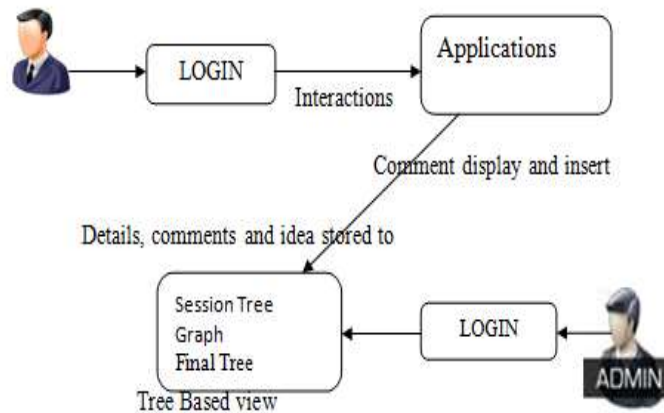 LOGIN
Applications
Interactions
Comment display and insert
Details, comments and idea stored to
Session Tree
Graph
Final Tree
LOGIN
ADMIN
Tree Based view